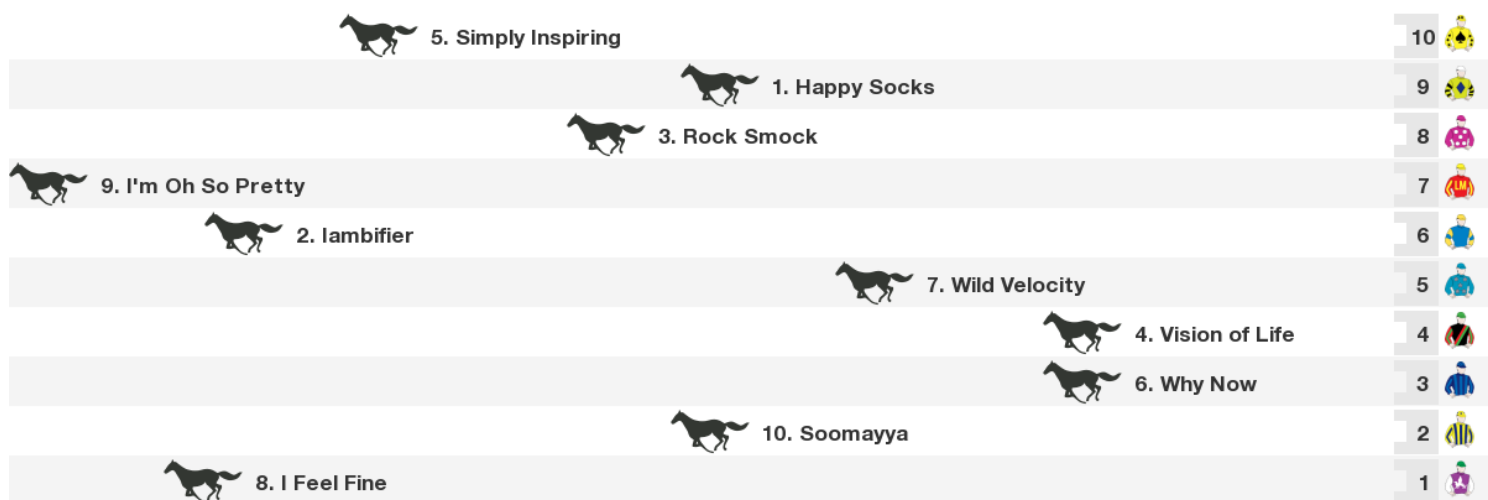 5. Simply Inspiring 10
1. Happy Socks 9
3. Rock Smock 8
9. I'm Oh So Pretty 7 LM
2. Iambifier 6
7. Wild Velocity 5
4. Vision of Life 4
6. Why Now 3
10. Soomayya 2
8. I Feel Fine 1